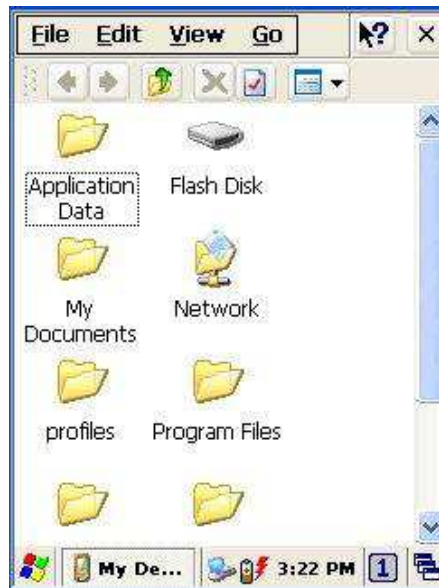 File Edit View Go ?
Application
Data
Flash Disk
My
Documents
Network
profiles
Program Files
My De... 3:22 PM 1